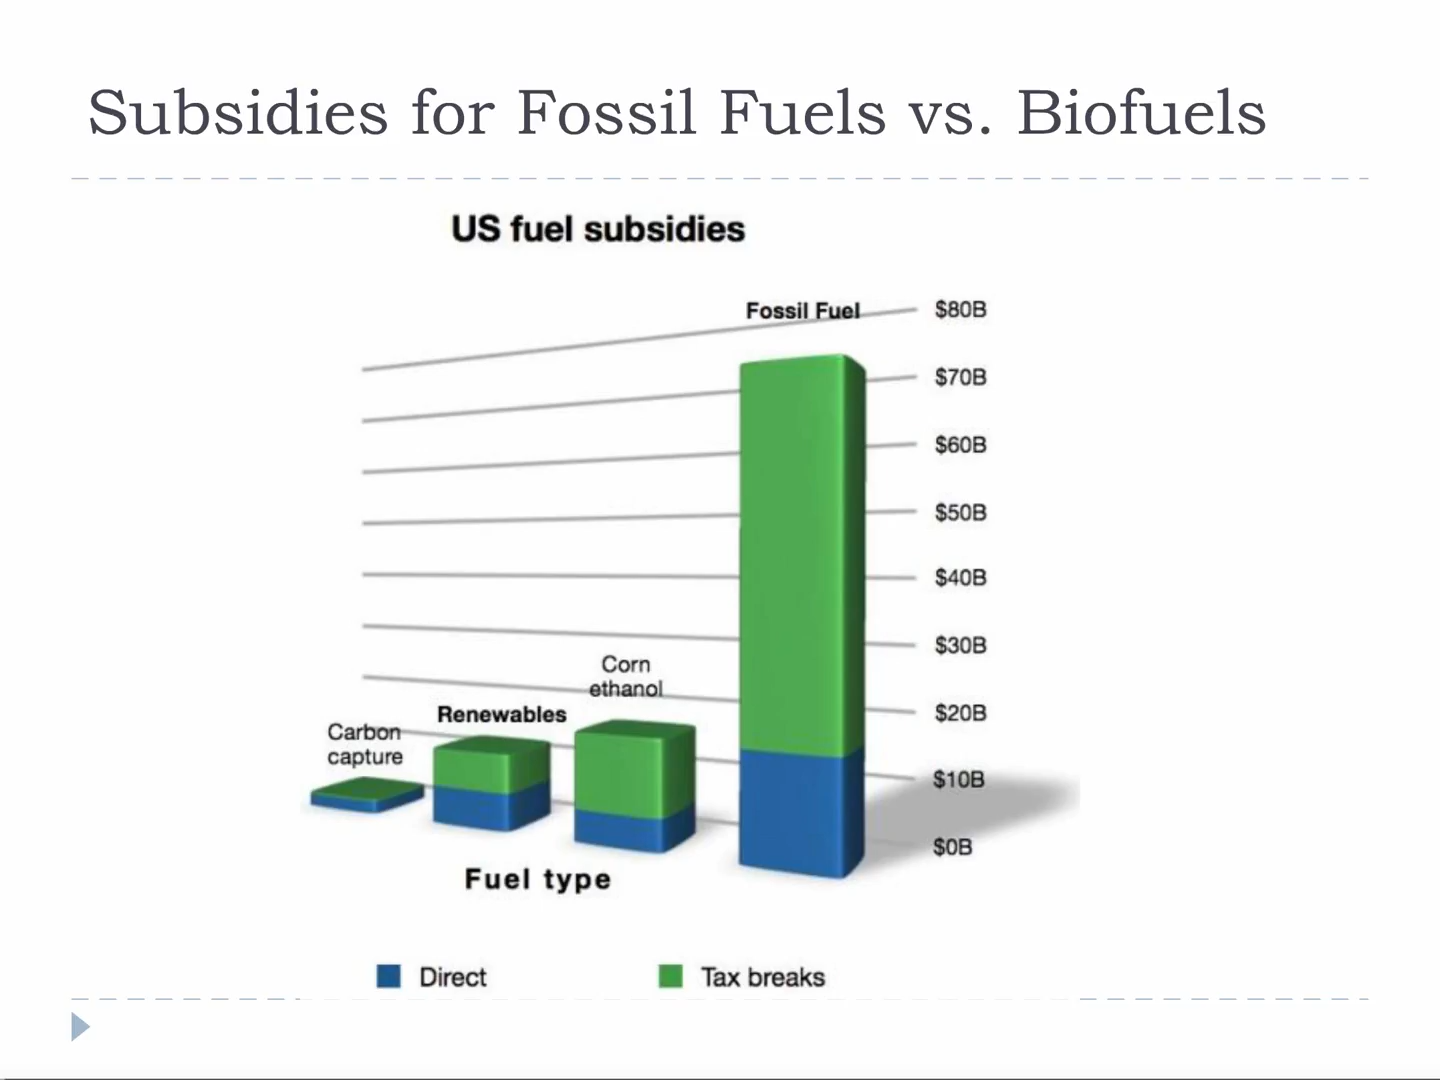 Subsidies for Fossil Fuels vs. Biofuels
US fuel subsidies
Fossil Fuel
$80B
$70B
$60B
$50B
$40B
$30B
Corn
ethanol
$20B
Renewables
Carbon
capture
$10B
$0B
Fuel type
Direct
Tax breaks